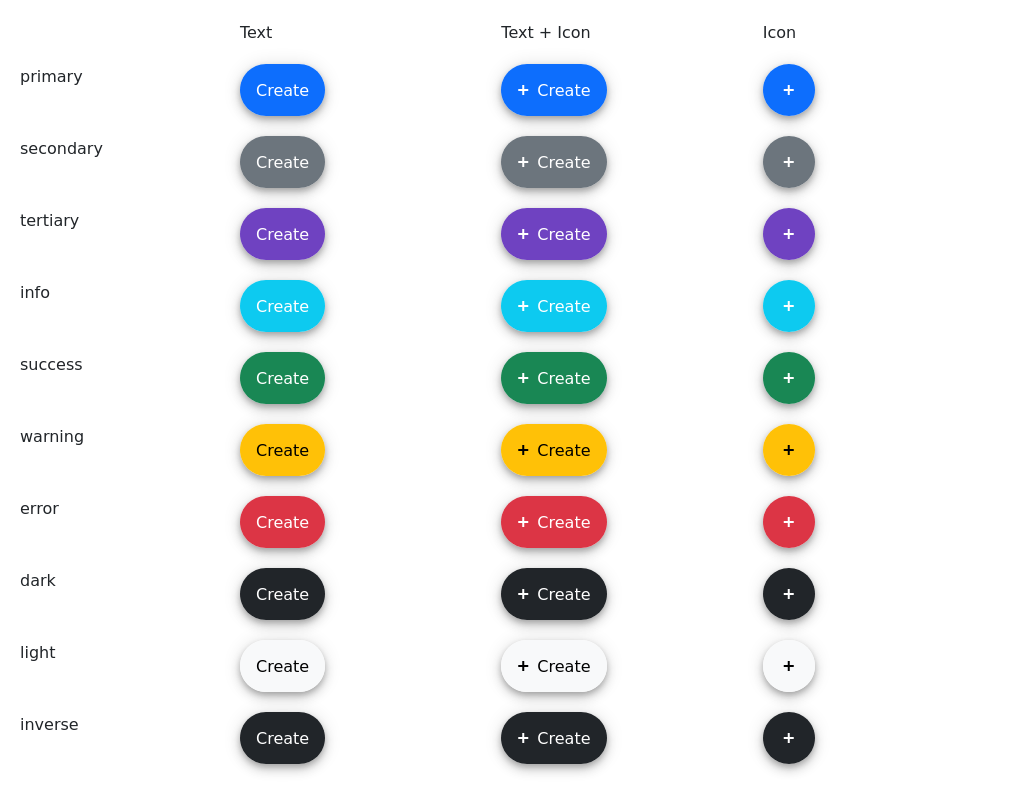 Text Text + Icon Icon
primary Create + Create +
secondary Create + Create +
tertiary Create + Create +
info Create + Create +
success Create + Create +
warning Create + Create +
error Create + Create +
dark Create + Create +
light Create + Create +
inverse Create + Create +